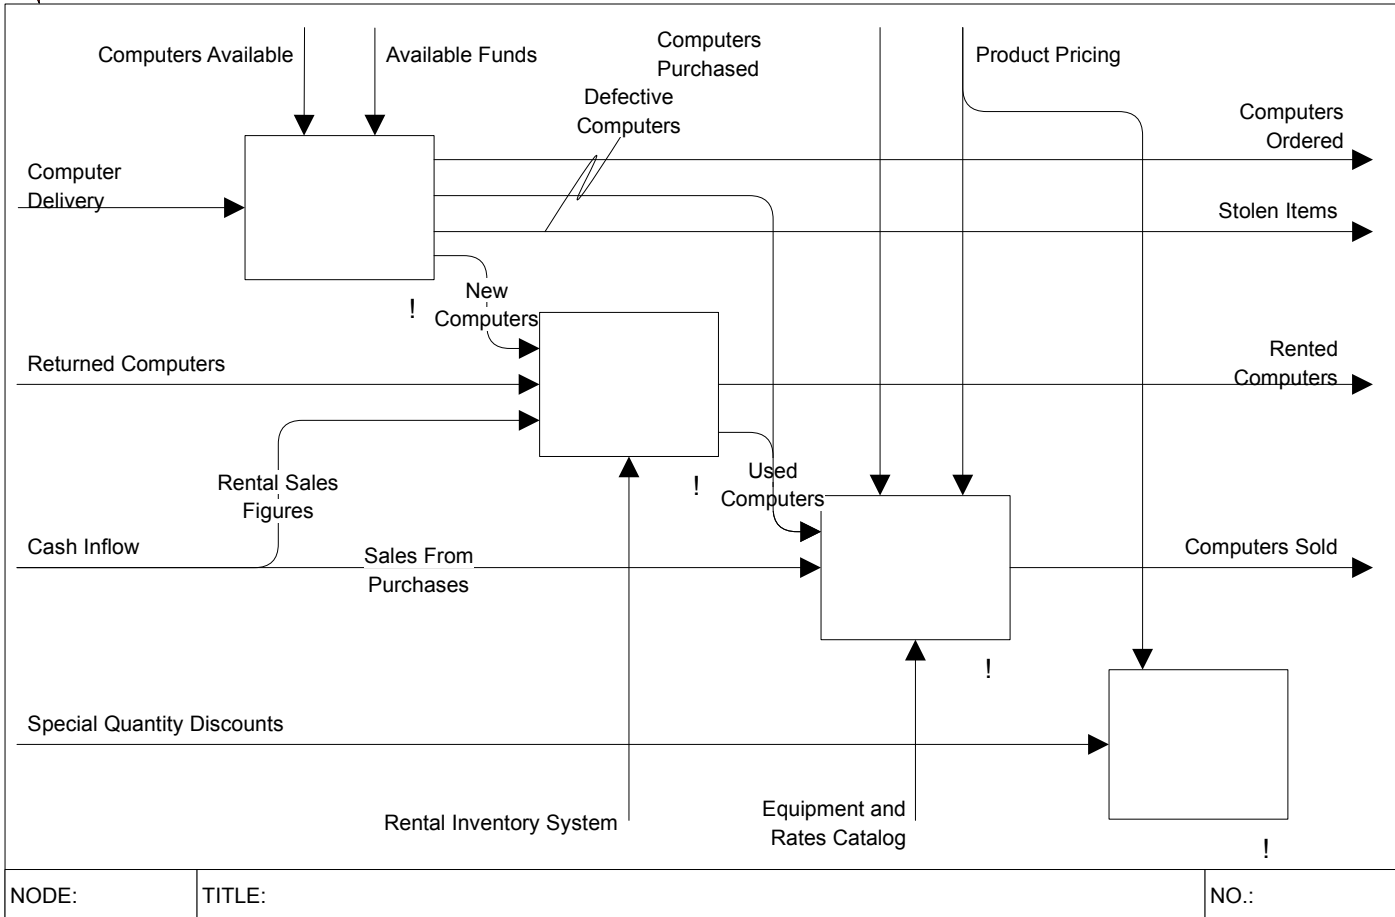 Computers Available
Available Funds
Computers
Purchased
Product Pricing
Defective
Computers
Computers
Ordered
Computer
Delivery
Stolen Items
New
Computers
!
Returned Computers
Rented
Computers
Rental Sales
Figures
!
Used
Computers
Cash Inflow
Sales From
Purchases
Computers Sold
!
Special Quantity Discounts
Rental Inventory System
Equipment and
Rates Catalog
!
NODE:
TITLE:
NO.: